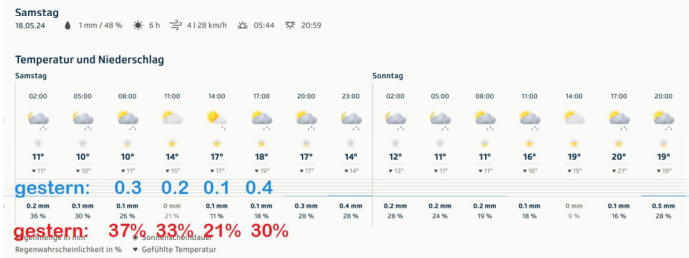 Samstag
18.05.24 1 mm / 48 % 6 h 4 | 28 km/h 05:44 20:59
Temperatur und Niederschlag
Samstag Sonntag
02:00 05:00 08:00 11:00 14:00 17:00 20:00 23:00 02:00 05:00 08:00 11:00 14:00 17:00 20:00
11° 10° 10° 14° 17° 18° 17° 14° 12° 11° 11° 16° 19° 20° 19°
♥ 11° ♥ 10° ♥ 11° ♥ 15° ♥ 17° ♥ 19° ♥ 17° ♥ 14° ♥ 13° ♥ 11° ♥ 11° ♥ 16° ♥ 19° ♥ 21° ♥ 19°
gestern: 0.3 0.2 0.1 0.4
0.2 mm 0.1 mm 0.1 mm 0 mm 0.1 mm 0.1 mm 0.3 mm 0.4 mm 0.2 mm 0.2 mm 0.2 mm 0.1 mm 0 mm 0.1 mm 0.5 mm
36 % 30 % 26 % 21 % 11 % 18 % 28 % 28 % 28 % 24 % 19 % 18 % 9 % 16 % 28 %
gestern: 37% 33% 21% 30%
Regenmenge in mm Sonnenscheindauer
Regenwahrscheinlichkeit in % ♥ Gefühlte Temperatur